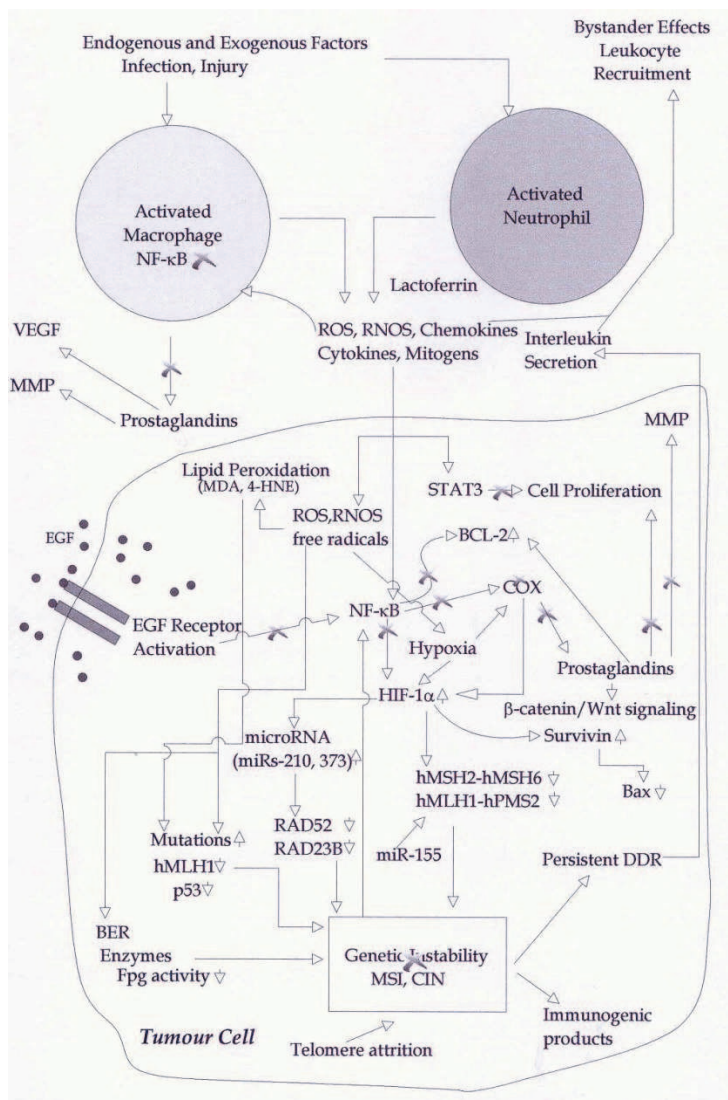 Endogenous and Exogenous Factors
Infection, Injury
Bystander Effects
Leukocyte
Recruitment
Activated
Macrophage
NF-κB
Activated
Neutrophil
Lactoferrin
ROS, RNOS, Chemokines
Cytokines, Mitogens
Interleukin
Secretion
VEGF
MMP
Prostaglandins
MMP
Lipid Peroxidation
(MDA, 4-HNE)
STAT3
Cell Proliferation
ROS,RNOS
free radicals
BCL-2
EGF
COX
NF-κB
EGF Receptor
Activation
Hypoxia
Prostaglandins
HIF-1α
β-catenin/Wnt signaling
Survivin
microRNA
(miRs-210, 373)
hMSH2-hMSH6
hMLH1-hPMS2
Bax
RAD52
RAD23B
miR-155
Mutations
hMLH1
p53
Persistent DDR
BER
Enzymes
Fpg activity
Genetic Instability
MSI, CIN
Immunogenic
products
Tumour Cell
Telomere attrition